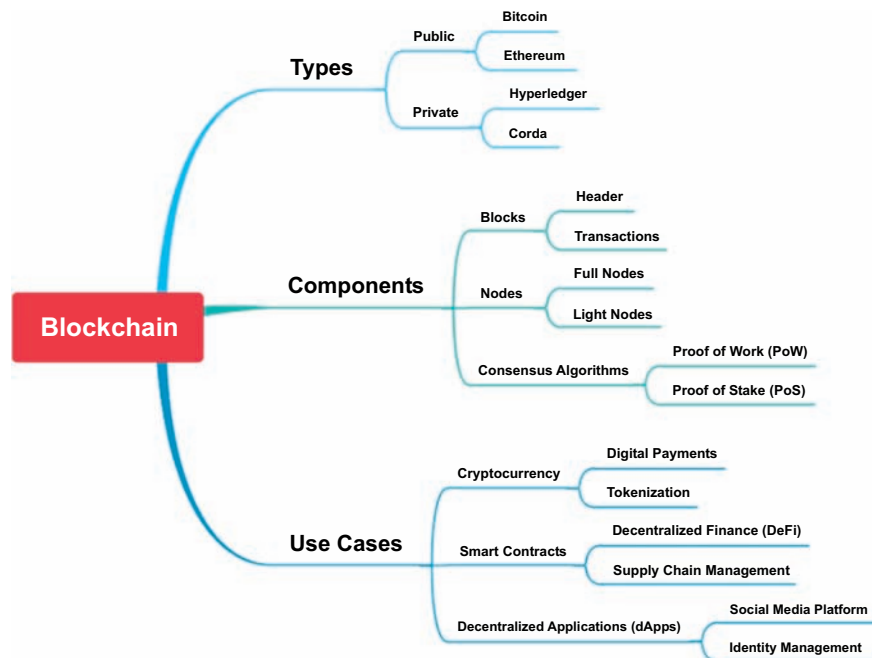 Blockchain
Types
Public
Bitcoin
Ethereum
Private
Hyperledger
Corda
Components
Blocks
Header
Transactions
Nodes
Full Nodes
Light Nodes
Consensus Algorithms
Proof of Work (PoW)
Proof of Stake (PoS)
Use Cases
Cryptocurrency
Digital Payments
Tokenization
Smart Contracts
Decentralized Finance (DeFi)
Supply Chain Management
Decentralized Applications (dApps)
Social Media Platform
Identity Management